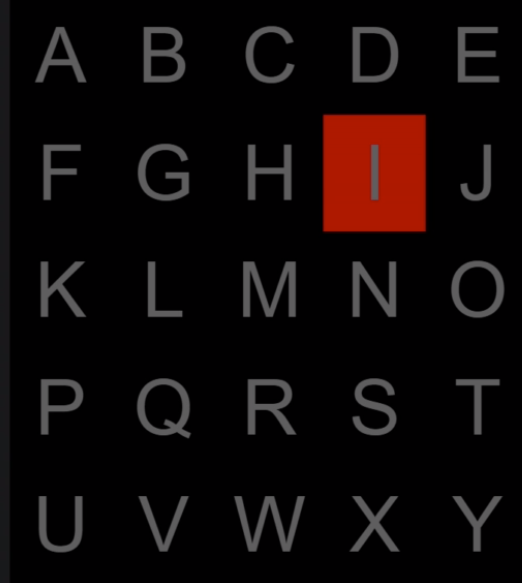 A B C D E
F G H I J
K L M N O
P Q R S T
U V W X Y